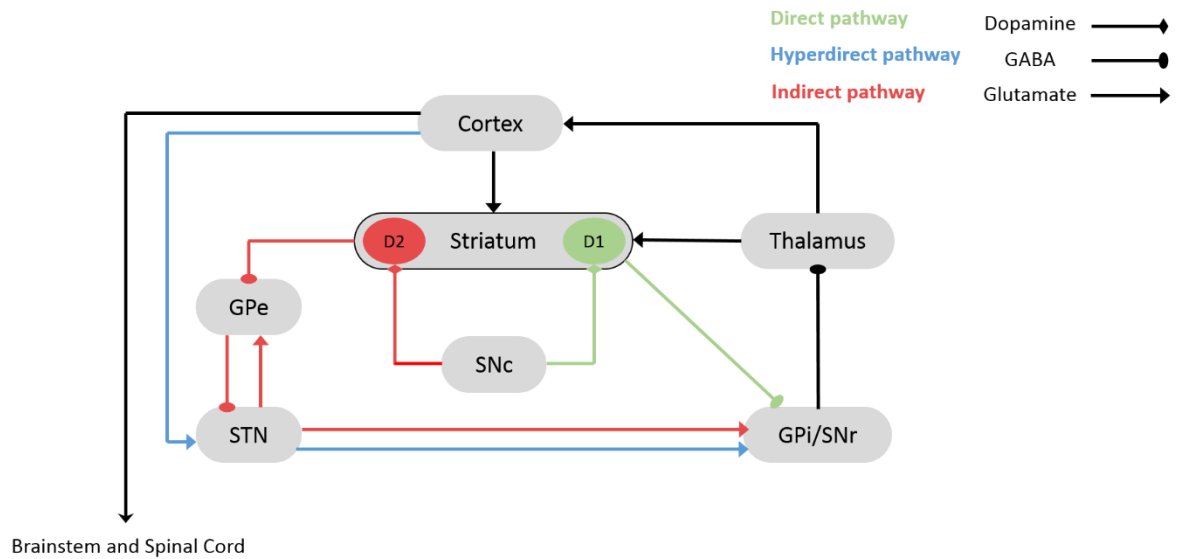 Direct pathway
Dopamine
Hyperdirect pathway
GABA
Indirect pathway
Glutamate
Cortex
D2
Striatum
D1
Thalamus
GPe
SNc
STN
GPi/SNr
Brainstem and Spinal Cord